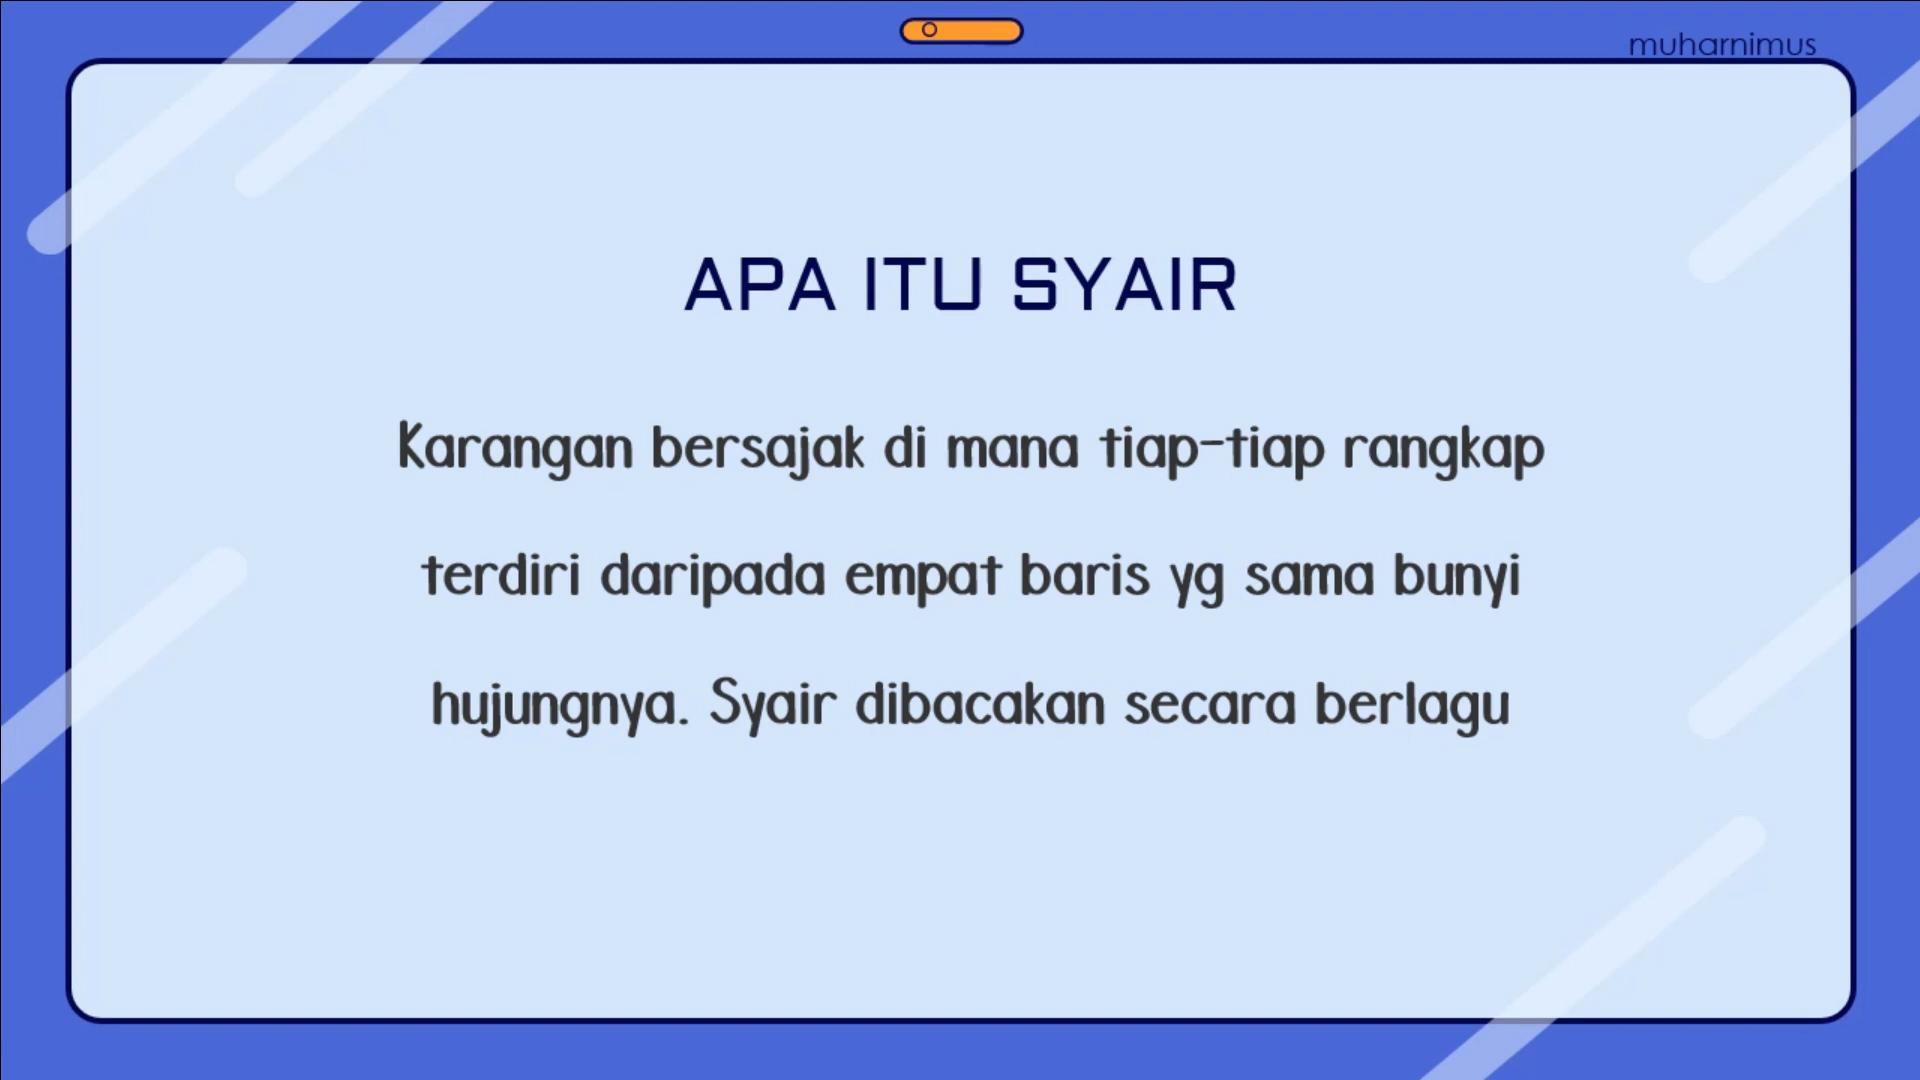 muharnimus
APA ITU SYAIR
Karangan bersajak di mana tiap-tiap rangkap
terdiri daripada empat baris yg sama bunyi
hujungnya. Syair dibacakan secara berlagu